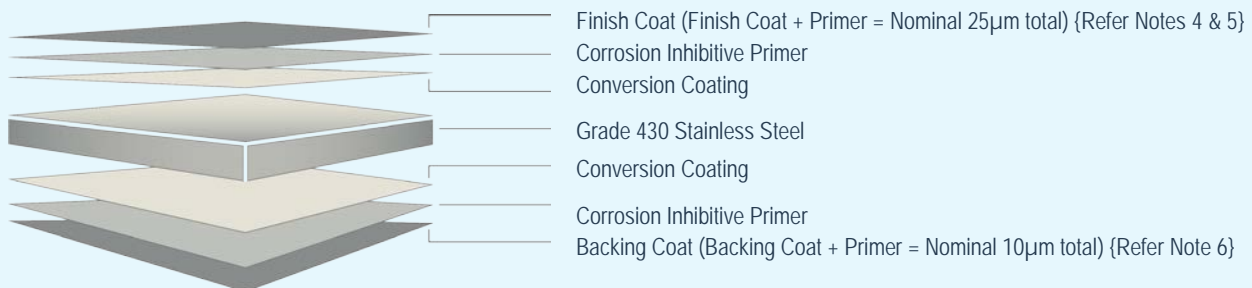 Finish Coat (Finish Coat + Primer = Nominal 25µm total) {Refer Notes 4 & 5}
Corrosion Inhibitive Primer
Conversion Coating
Grade 430 Stainless Steel
Conversion Coating
Corrosion Inhibitive Primer
Backing Coat (Backing Coat + Primer = Nominal 10µm total) {Refer Note 6}